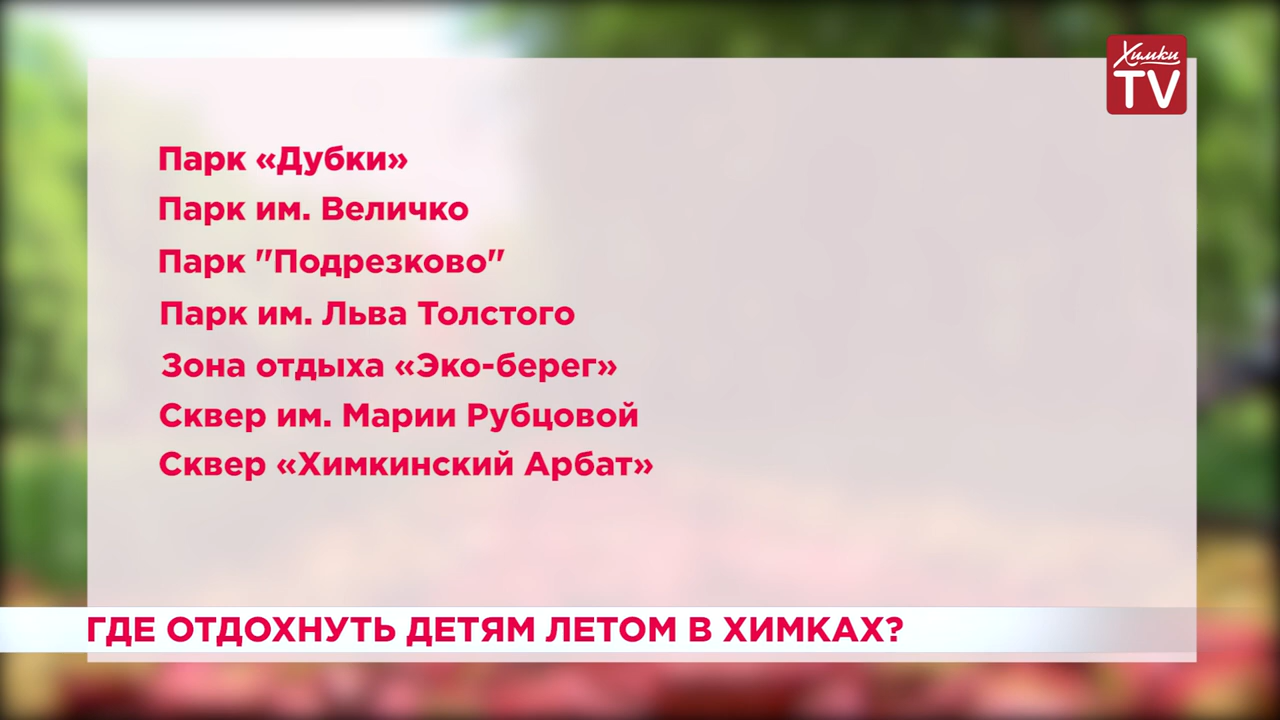 Химки
TV
Парк «Дубки»
Парк им. Величко
Парк "Подрезково"
Парк им. Льва Толстого
Зона отдыха «Эко-берег»
Сквер им. Марии Рубцовой
Сквер «Химкинский Арбат»
ГДЕ ОТДОХНУТЬ ДЕТЯМ ЛЕТОМ В ХИМКАХ?